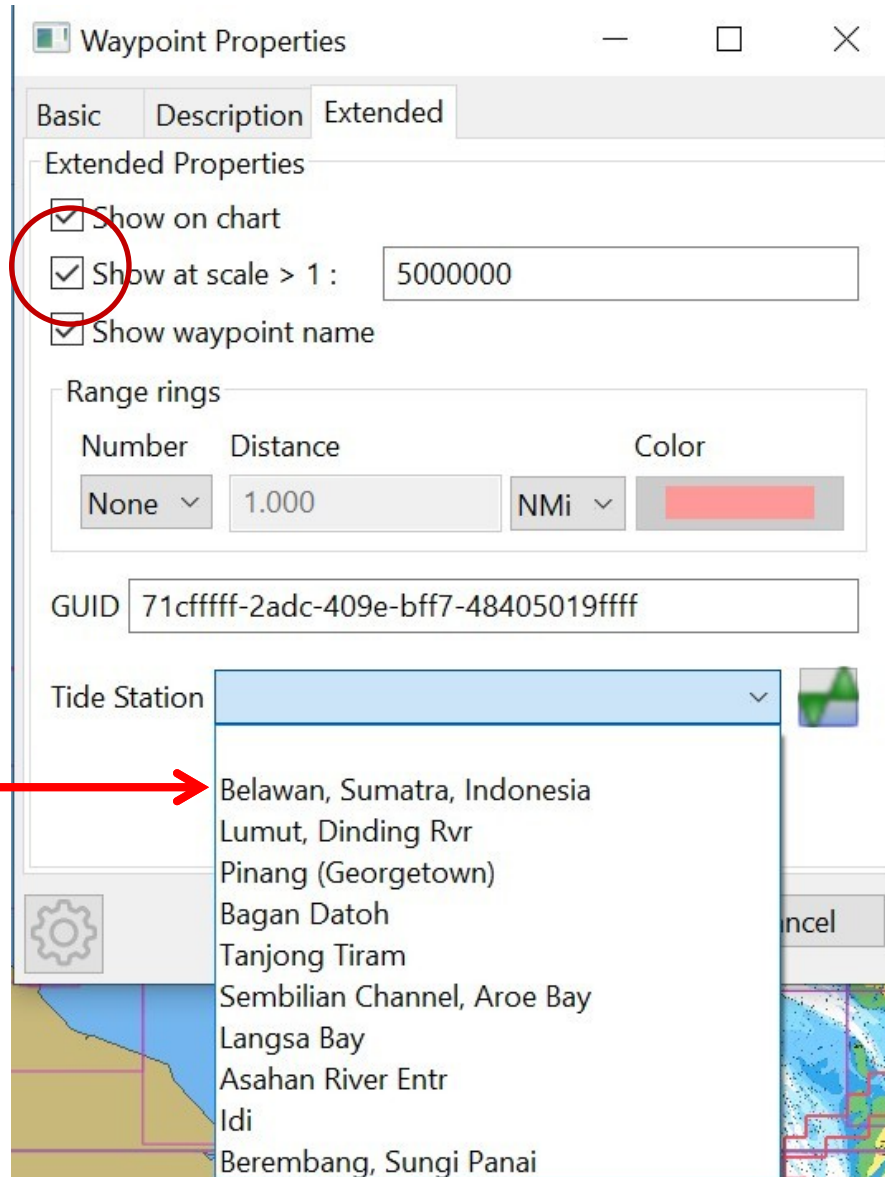 Waypoint Properties
Basic Description Extended
Extended Properties
Show on chart
Show at scale > 1 : 5000000
Show waypoint name
Range rings
Number Distance Color
None 1.000 NMi
GUID 71cfffff-2adc-409e-bff7-48405019ffff
Tide Station
Belawan, Sumatra, Indonesia
Lumut, Dinding Rvr
Pinang (Georgetown)
Bagan Datoh
ncel
Tanjong Tiram
Sembilian Channel, Aroe Bay
Langsa Bay
Asahan River Entr
Idi
Berembang, Sungi Panai